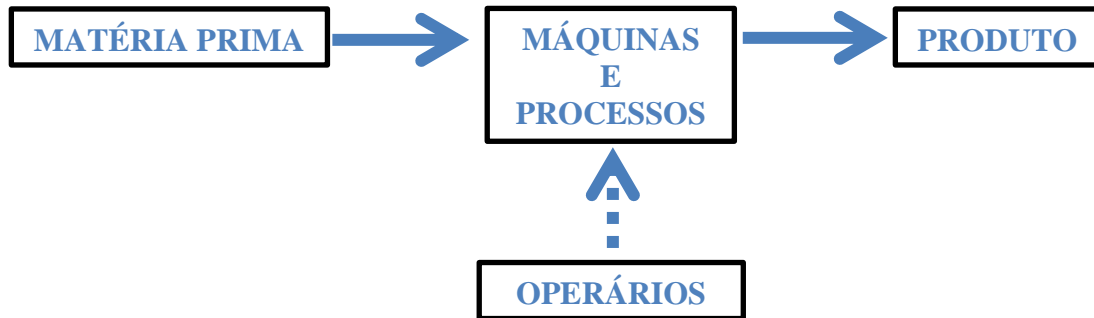 MATÉRIA PRIMA
MÁQUINAS
E
PROCESSOS
PRODUTO
OPERÁRIOS